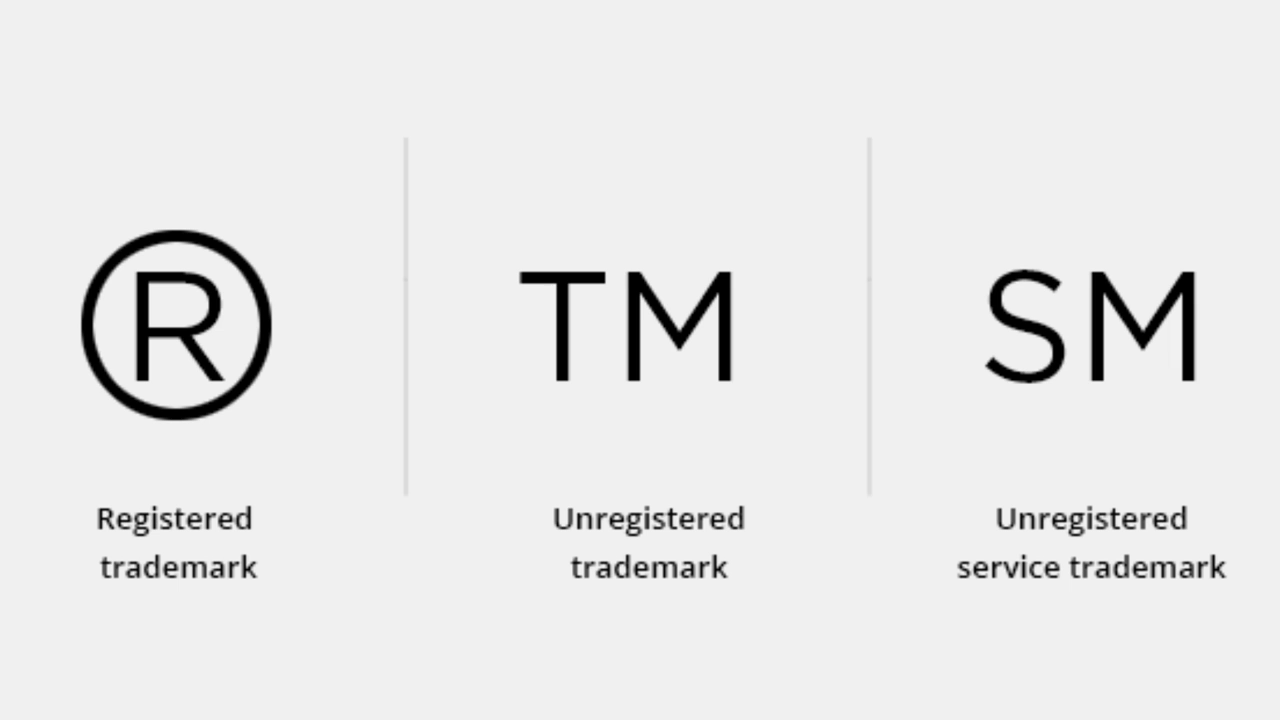 ®
TM
SM
Registered
trademark
Unregistered
trademark
Unregistered
service trademark